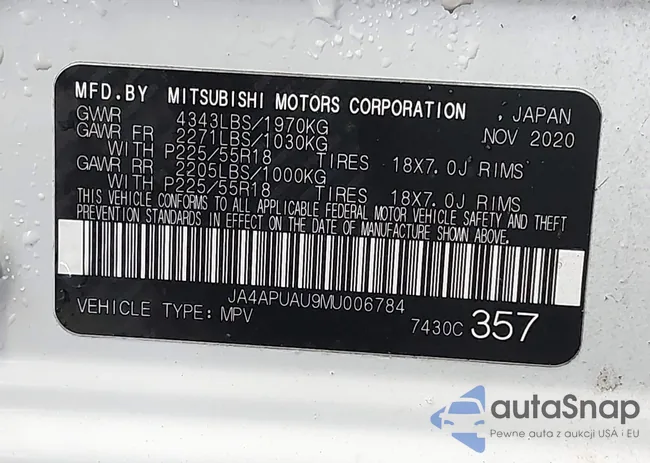 MFD.BY MITSUBISHI MOTORS CORPORATION , JAPAN
GVWR 4343LBS/1970KG NOV 2020
GAWR FR 2271LBS/1030KG
WITH P225/55R18 TIRES 18X7.0J RIMS
GAWR RR 2205LBS/1000KG
WITH P225/55R18 TIRES 18X7.0J RIMS
THIS VEHICLE CONFORMS TO ALL APPLICABLE FEDERAL MOTOR VEHICLE SAFETY AND THEFT
PREVENTION STANDARDS IN EFFECT ON THE DATE OF MANUFACTURE SHOWN ABOVE.
JA4APUAU9MU006784
VEHICLE TYPE: MPV 7430C 357
autaSnap
Pewne auta z aukcji USA i EU